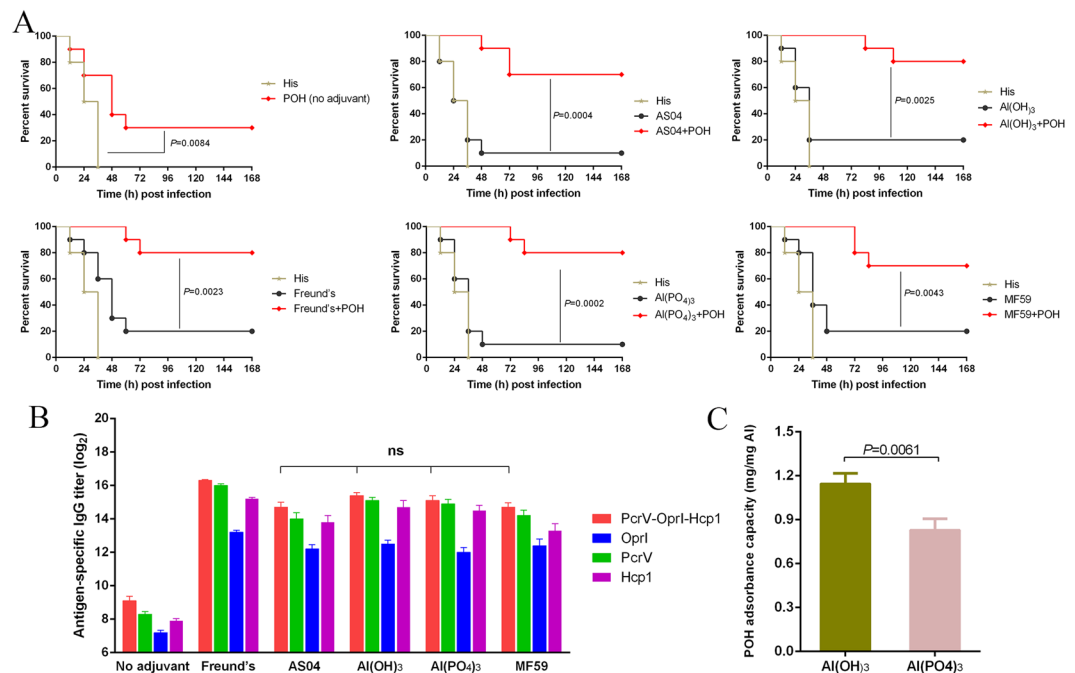 A
Percent survival
100
80
60
40
20
0
0 24 48 72 96 120 144 168
Time (h) post infection
His
POH (no adjuvant)
P=0.0084
Percent survival
100
80
60
40
20
0
0 24 48 72 96 120 144 168
Time (h) post infection
His
AS04
AS04+POH
P=0.0004
Percent survival
100
80
60
40
20
0
0 24 48 72 96 120 144 168
Time (h) post infection
His
Al(OH)3
Al(OH)3+POH
P=0.0025
Percent survival
100
80
60
40
20
0
0 24 48 72 96 120 144 168
Time (h) post infection
His
Freund's
Freund's+POH
P=0.0023
Percent survival
100
80
60
40
20
0
0 24 48 72 96 120 144 168
Time (h) post infection
His
Al(PO4)3
Al(PO4)3+POH
P=0.0002
Percent survival
100
80
60
40
20
0
0 24 48 72 96 120 144 168
Time (h) post infection
His
MF59
MF59+POH
P=0.0043
B
Antigen-specific IgG titer (log2)
20
18
16
14
12
10
8
6
ns
No adjuvant Freund's AS04 Al(OH)3 Al(PO4)3 MF59
PcrV-OprI-Hcp1
OprI
PcrV
Hcp1
C
POH adsorbance capacity (mg/mg Al)
1.5
1.2
0.9
0.6
0.3
0.0
P=0.0061
Al(OH)3 Al(PO4)3